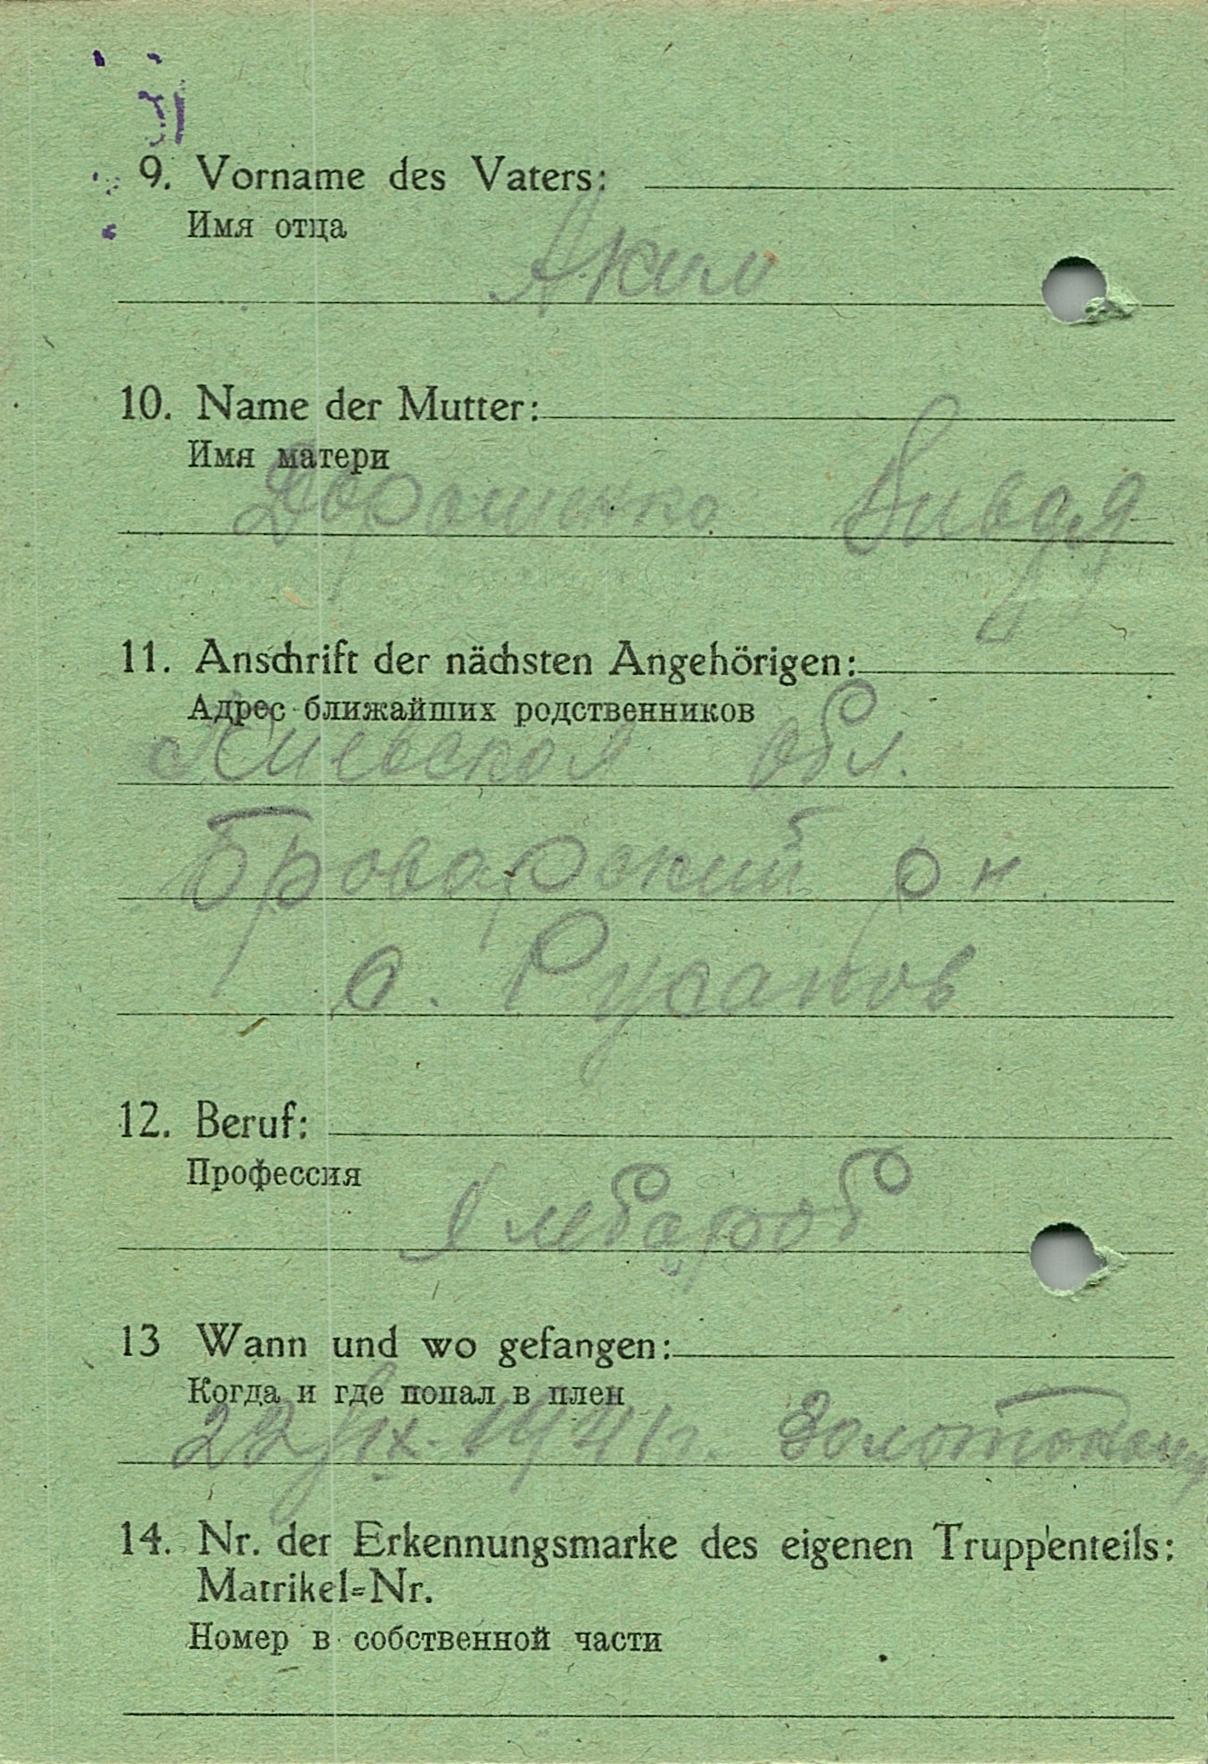 9. Vorname des Vaters:
Имя отца
Аким
10. Name der Mutter:
Имя матери
Дорошенко
11. Anschrift der nächsten Angehörigen:
Адрес ближайших родственников
Киевская обл.
Броварский р н
с. Русанов
12. Beruf:
Профессия
13 Wann und wo gefangen:
Когда и где попал в плен
1941 г.
14. Nr. der Erkennungsmarke des eigenen Truppenteils:
Matrikel=Nr.
Номер в собственной части